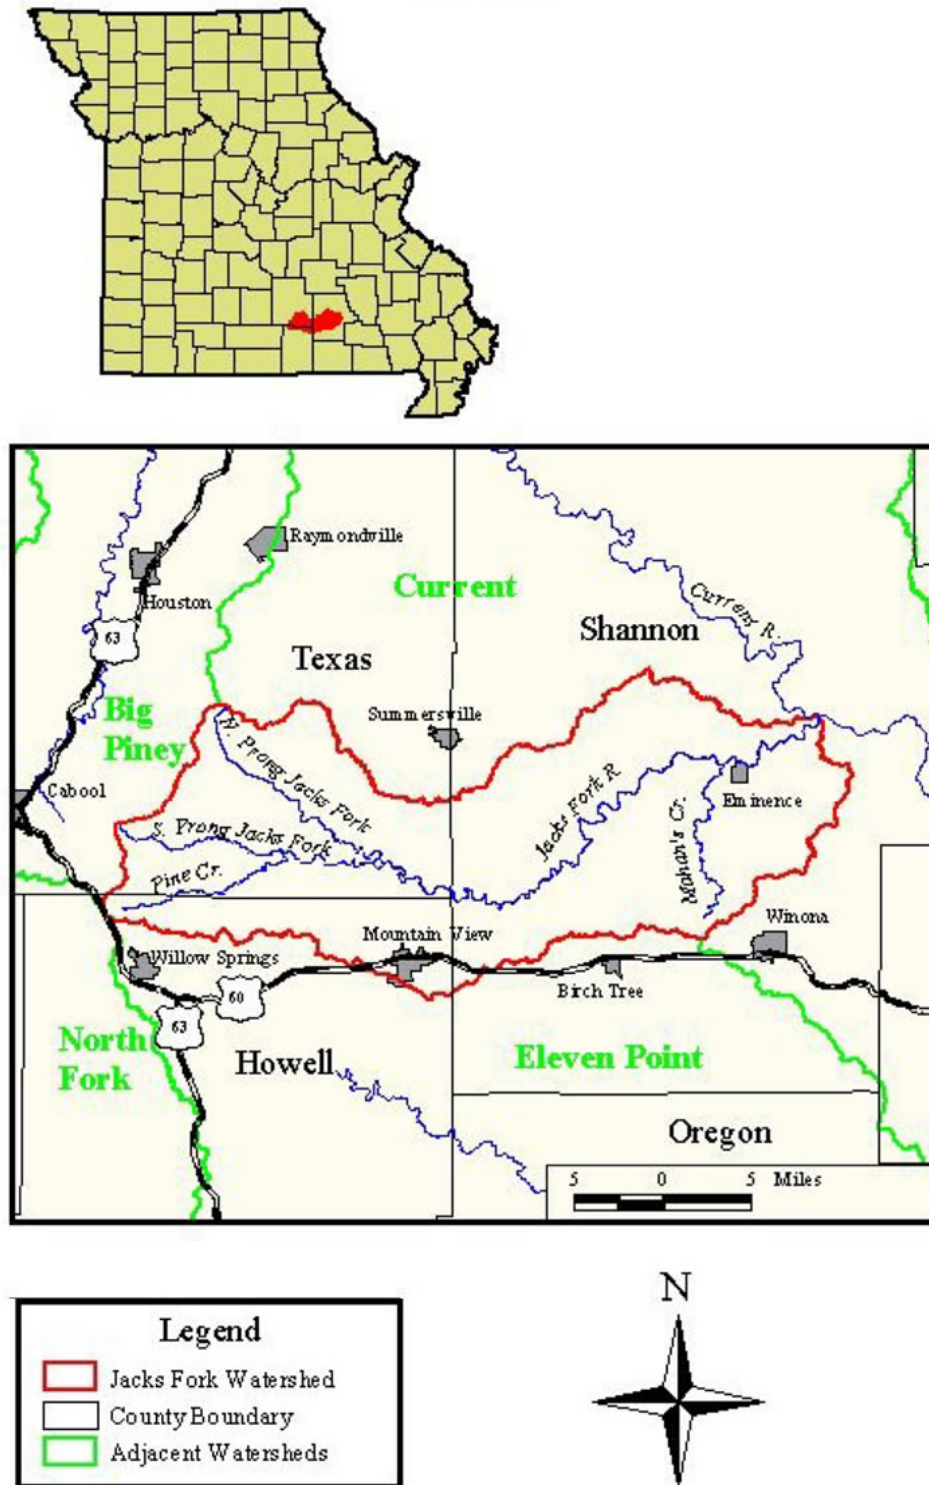 Raymondville
Houston
Current
63
Current R.
Shannon
Texas
Big
Piney
Summersville
N. Prong Jacks Fork
Cabool
S. Prong Jacks Fork
Jacks Fork R
Eminence
Mahan's Cr.
Pine Cr.
Winona
Mountain View
Willow Springs
Birch Tree
60
63
North
Fork
Howell
Eleven Point
Oregon
5 0 5 Miles
Legend
Jacks Fork Watershed
County Boundary
Adjacent Watersheds
N